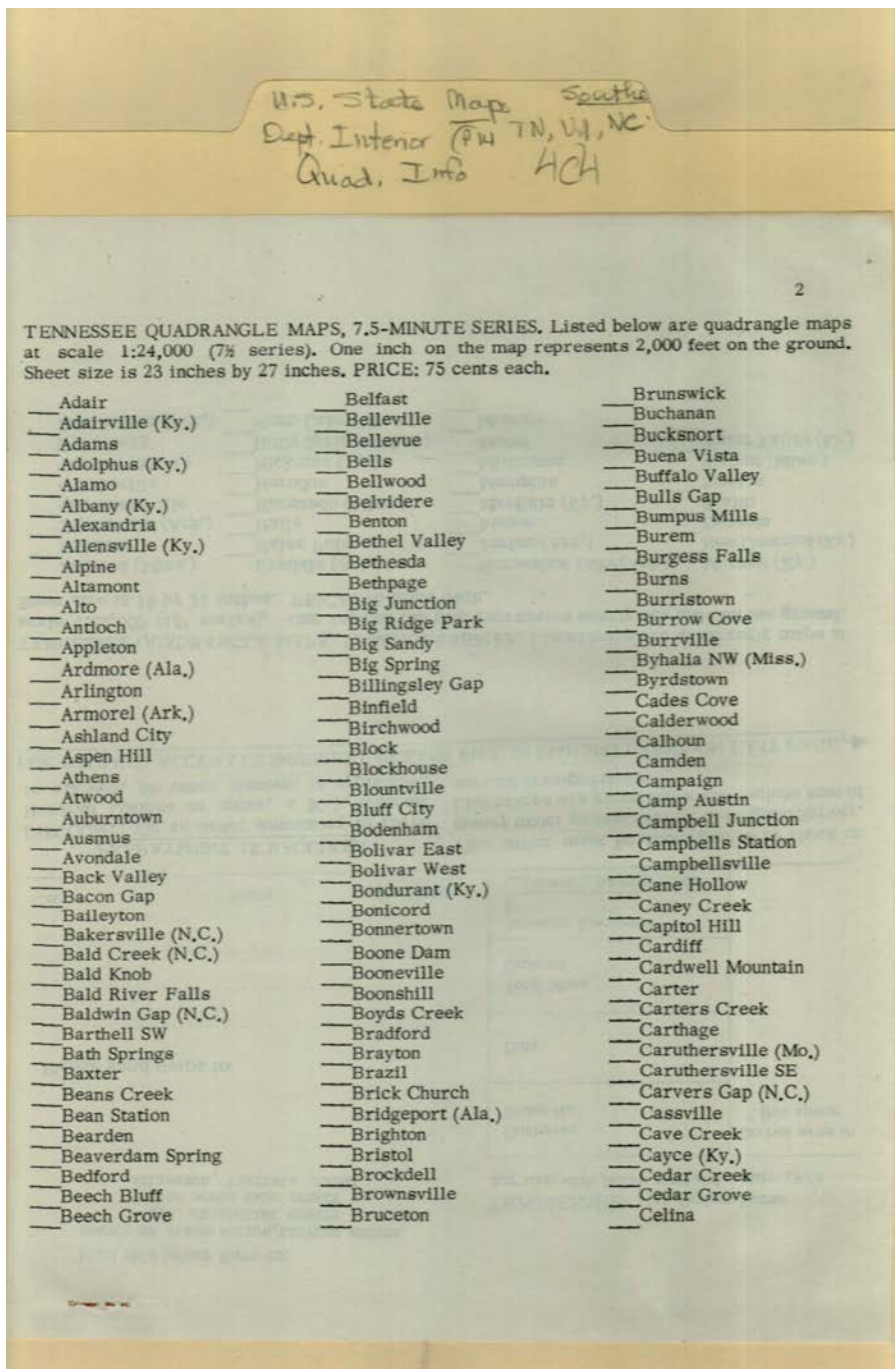 U.S. State Map Southe
Dept. Interior TN, VA, NC.
Quad. Info 4C4
2
TENNESSEE QUADRANGLE MAPS, 7.5-MINUTE SERIES. Listed below are quadrangle maps
at scale 1:24,000 (7½ series). One inch on the map represents 2,000 feet on the ground.
Sheet size is 23 inches by 27 inches. PRICE: 75 cents each.
Adair
Adairville (Ky.)
Adams
Adolphus (Ky.)
Alamo
Albany (Ky.)
Alexandria
Allensville (Ky.)
Alpine
Altamont
Alto
Antioch
Appleton
Ardmore (Ala.)
Arlington
Armorel (Ark.)
Ashland City
Aspen Hill
Athens
Atwood
Auburntown
Ausmus
Avondale
Back Valley
Bacon Gap
Baileyton
Bakersville (N.C.)
Bald Creek (N.C.)
Bald Knob
Bald River Falls
Baldwin Gap (N.C.)
Barthell SW
Bath Springs
Baxter
Beans Creek
Bean Station
Bearden
Beaverdam Spring
Bedford
Beech Bluff
Beech Grove
Belfast
Belleville
Bellevue
Bells
Bellwood
Belvidere
Benton
Bethel Valley
Bethesda
Bethpage
Big Junction
Big Ridge Park
Big Sandy
Big Spring
Billingsley Gap
Binfield
Birchwood
Block
Blockhouse
Blountville
Bluff City
Bodenham
Bolivar East
Bolivar West
Bondurant (Ky.)
Bonicord
Bonnertown
Boone Dam
Booneville
Boonshill
Boyds Creek
Bradford
Brayton
Brazil
Brick Church
Bridgeport (Ala.)
Brighton
Bristol
Brockdell
Brownsville
Bruceton
Brunswick
Buchanan
Bucksnort
Buena Vista
Buffalo Valley
Bulls Gap
Bumpus Mills
Burem
Burgess Falls
Burns
Burristown
Burrow Cove
Burrville
Byhalia NW (Miss.)
Byrdstown
Cades Cove
Calderwood
Calhoun
Camden
Campaign
Camp Austin
Campbell Junction
Campbells Station
Campbellsville
Cane Hollow
Caney Creek
Capitol Hill
Cardiff
Cardwell Mountain
Carter
Carters Creek
Carthage
Caruthersville (Mo.)
Caruthersville SE
Carvers Gap (N.C.)
Cassville
Cave Creek
Cayce (Ky.)
Cedar Creek
Cedar Grove
Celina